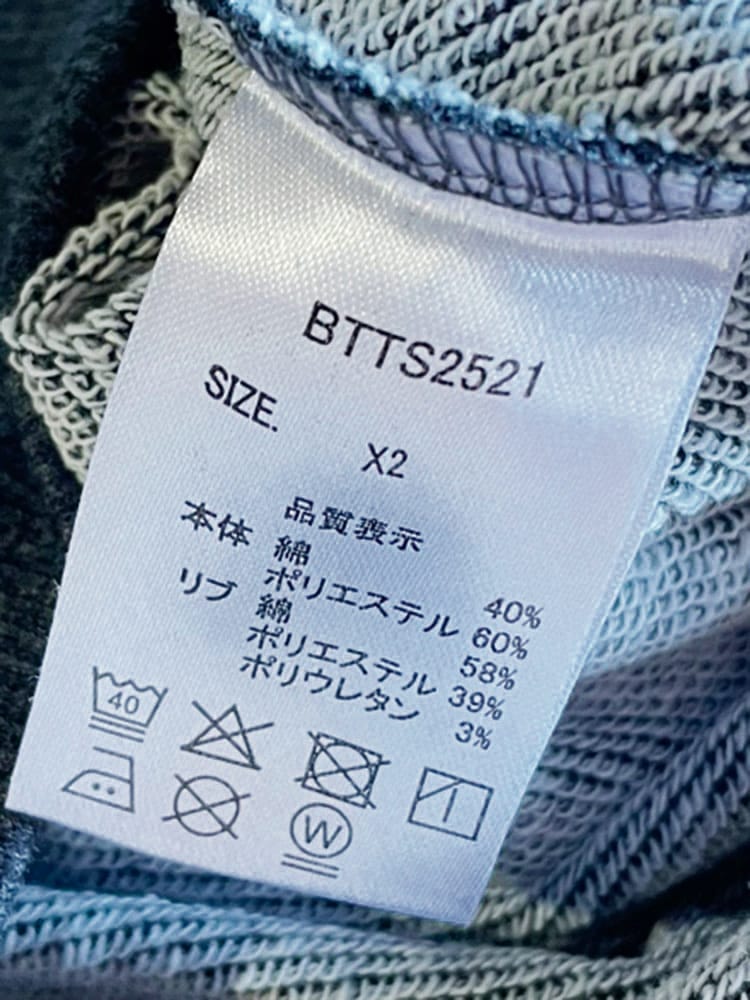 BTTS2521
SIZE.
X2
品質表示
本体 綿 40%
ポリエステル 60%
リブ 綿 58%
ポリエステル 39%
ポリウレタン 3%
40
W